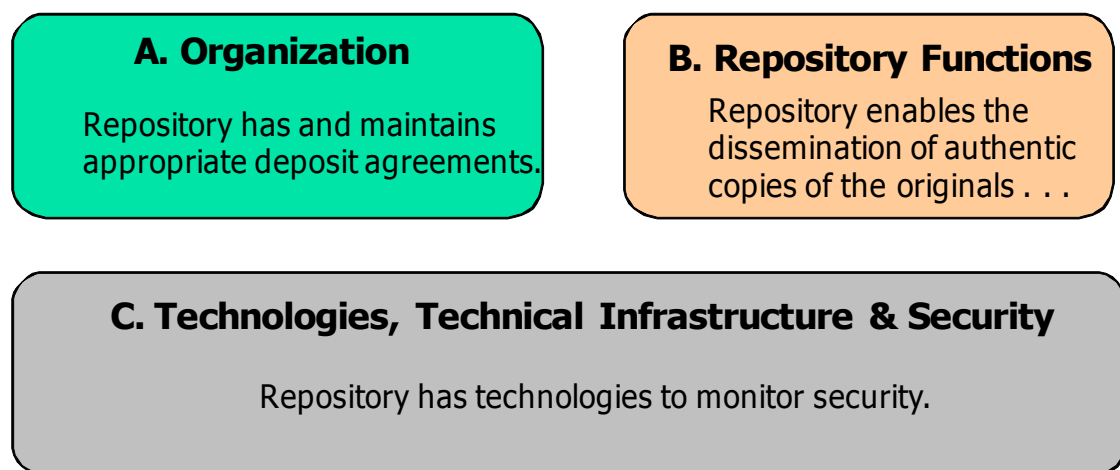 A. Organization
Repository has and maintains
appropriate deposit agreements.
B. Repository Functions
Repository enables the
dissemination of authentic
copies of the originals . . .
C. Technologies, Technical Infrastructure & Security
Repository has technologies to monitor security.